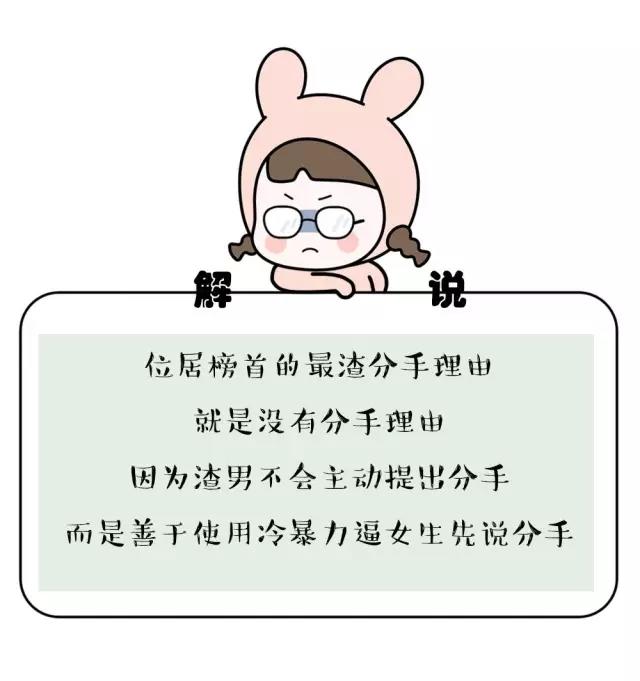 解 说
位居榜首的最渣分手理由
就是没有分手理由
因为渣男不会主动提出分手
而是善于使用冷暴力逼女生先说分手